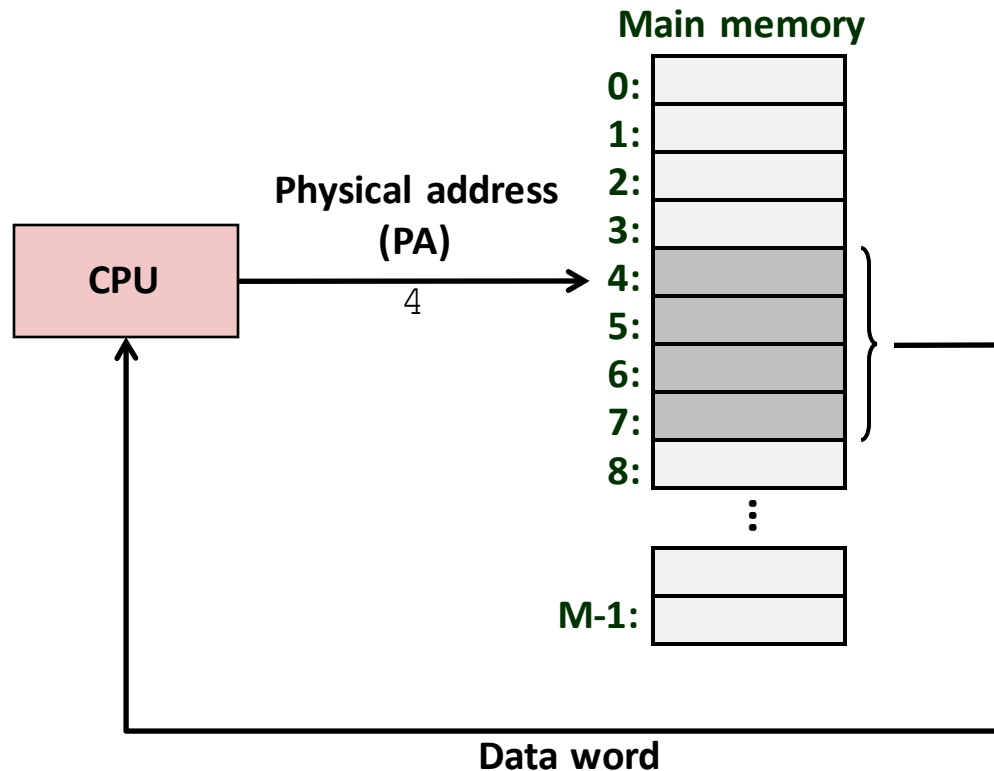 Main memory
0:
1:
2:
Physical address
(PA)
3:
CPU
4
4:
5:
6:
7:
8:
...
M-1:
Data word